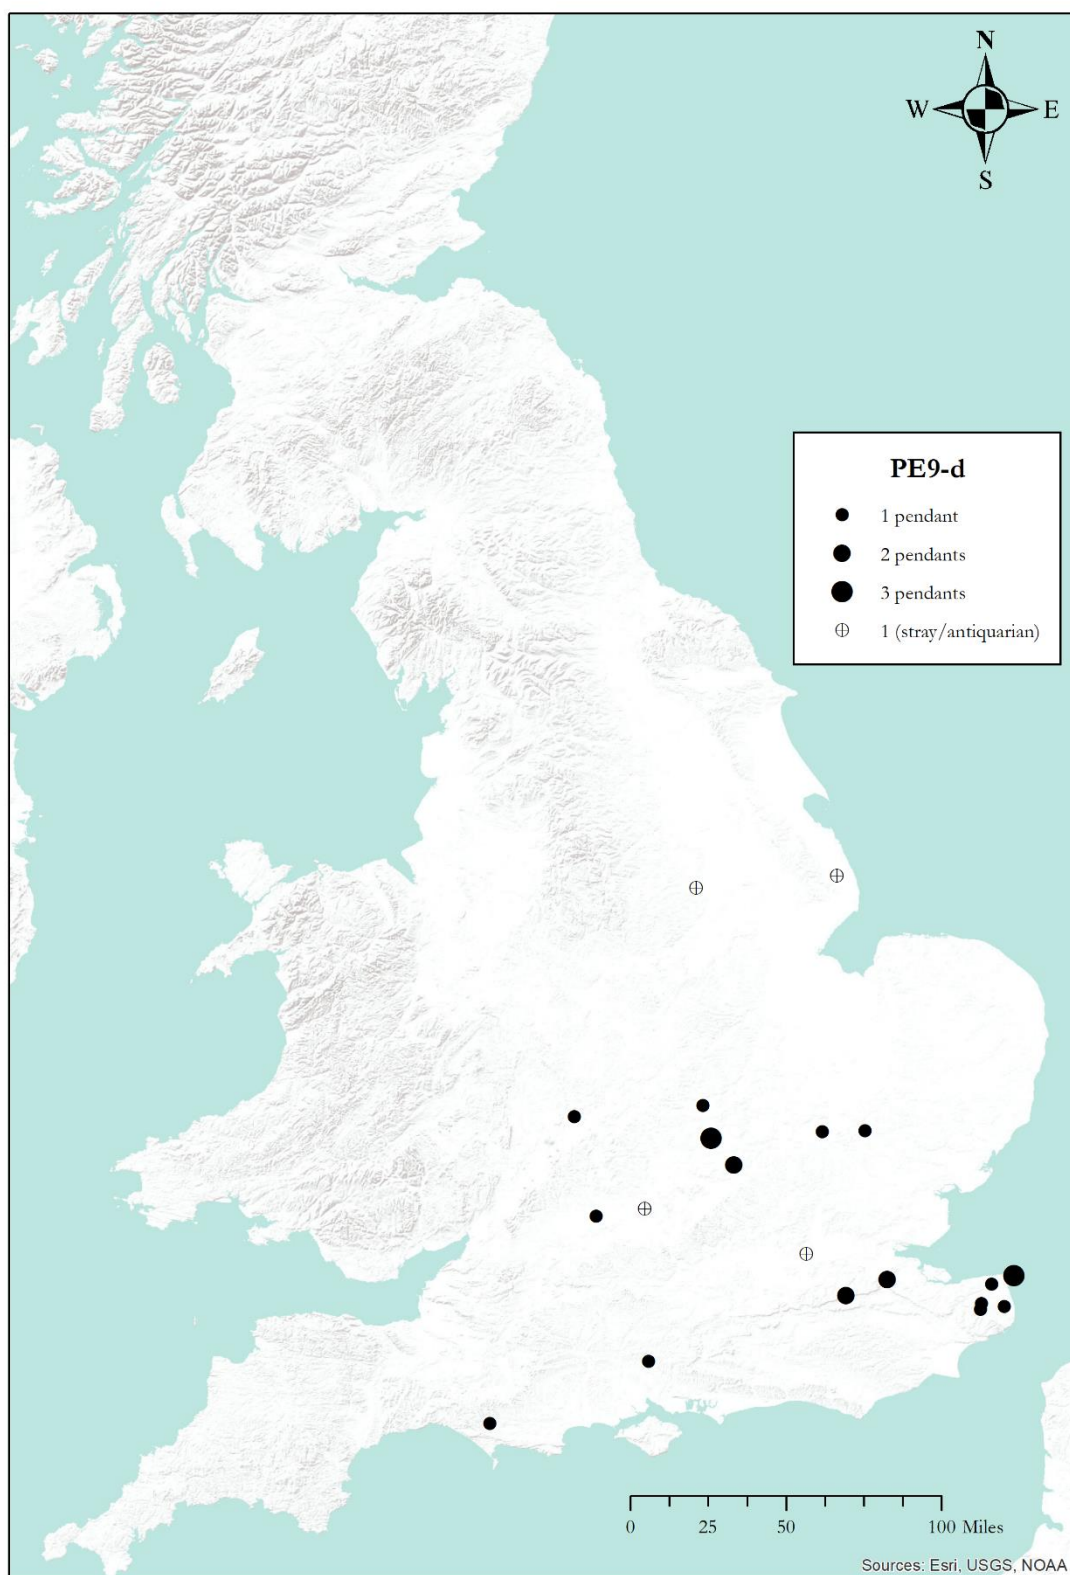 N
W E
S
PE9-d
1 pendant
2 pendants
3 pendants
1 (stray/antiquarian)
0 25 50 100 Miles
Sources: Esri, USGS, NOAA